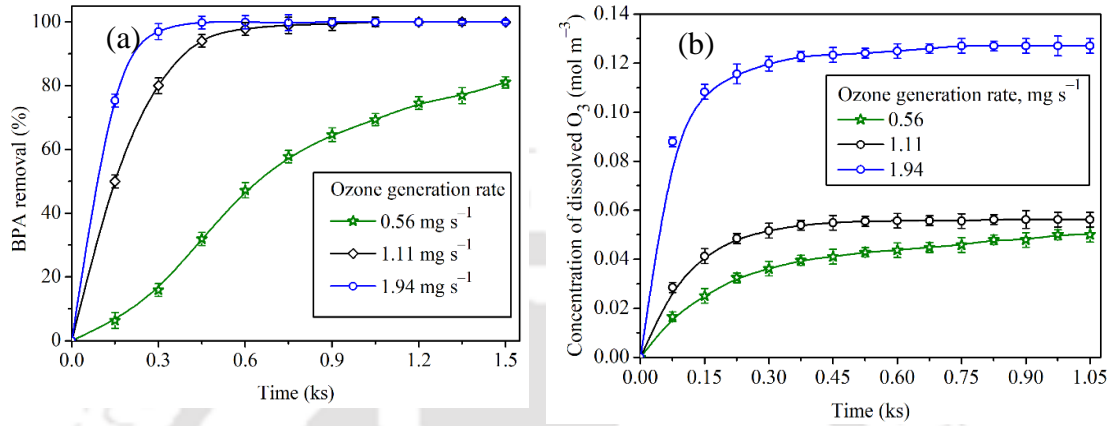 (a)
BPA removal (%)
100
80
60
40
20
0
Ozone generation rate
0.56 mg s⁻¹
1.11 mg s⁻¹
1.94 mg s⁻¹
0.0 0.3 0.6 0.9 1.2 1.5
Time (ks)
(b)
Concentration of dissolved O₃ (mol m⁻³)
0.14
0.12
0.10
0.08
0.06
0.04
0.02
0.00
Ozone generation rate, mg s⁻¹
0.56
1.11
1.94
0.00 0.15 0.30 0.45 0.60 0.75 0.90 1.05
Time (ks)